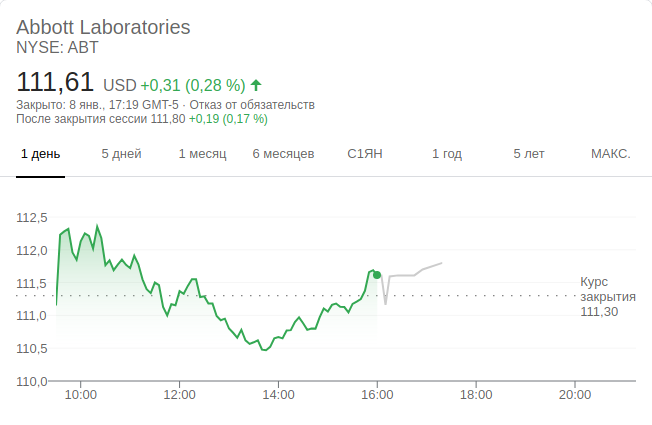 Abbott Laboratories
NYSE: ABT
111,61 USD +0,31 (0,28 %)
Закрыто: 8 янв., 17:19 GMT-5 · Отказ от обязательств
После закрытия сессии 111,80 +0,19 (0,17 %)
1 день 5 дней 1 месяц 6 месяцев С1ЯН 1 год 5 лет МАКС.
112,5
112,0
111,5
111,0
110,5
110,0
Курс
закрытия
111,30
10:00 12:00 14:00 16:00 18:00 20:00